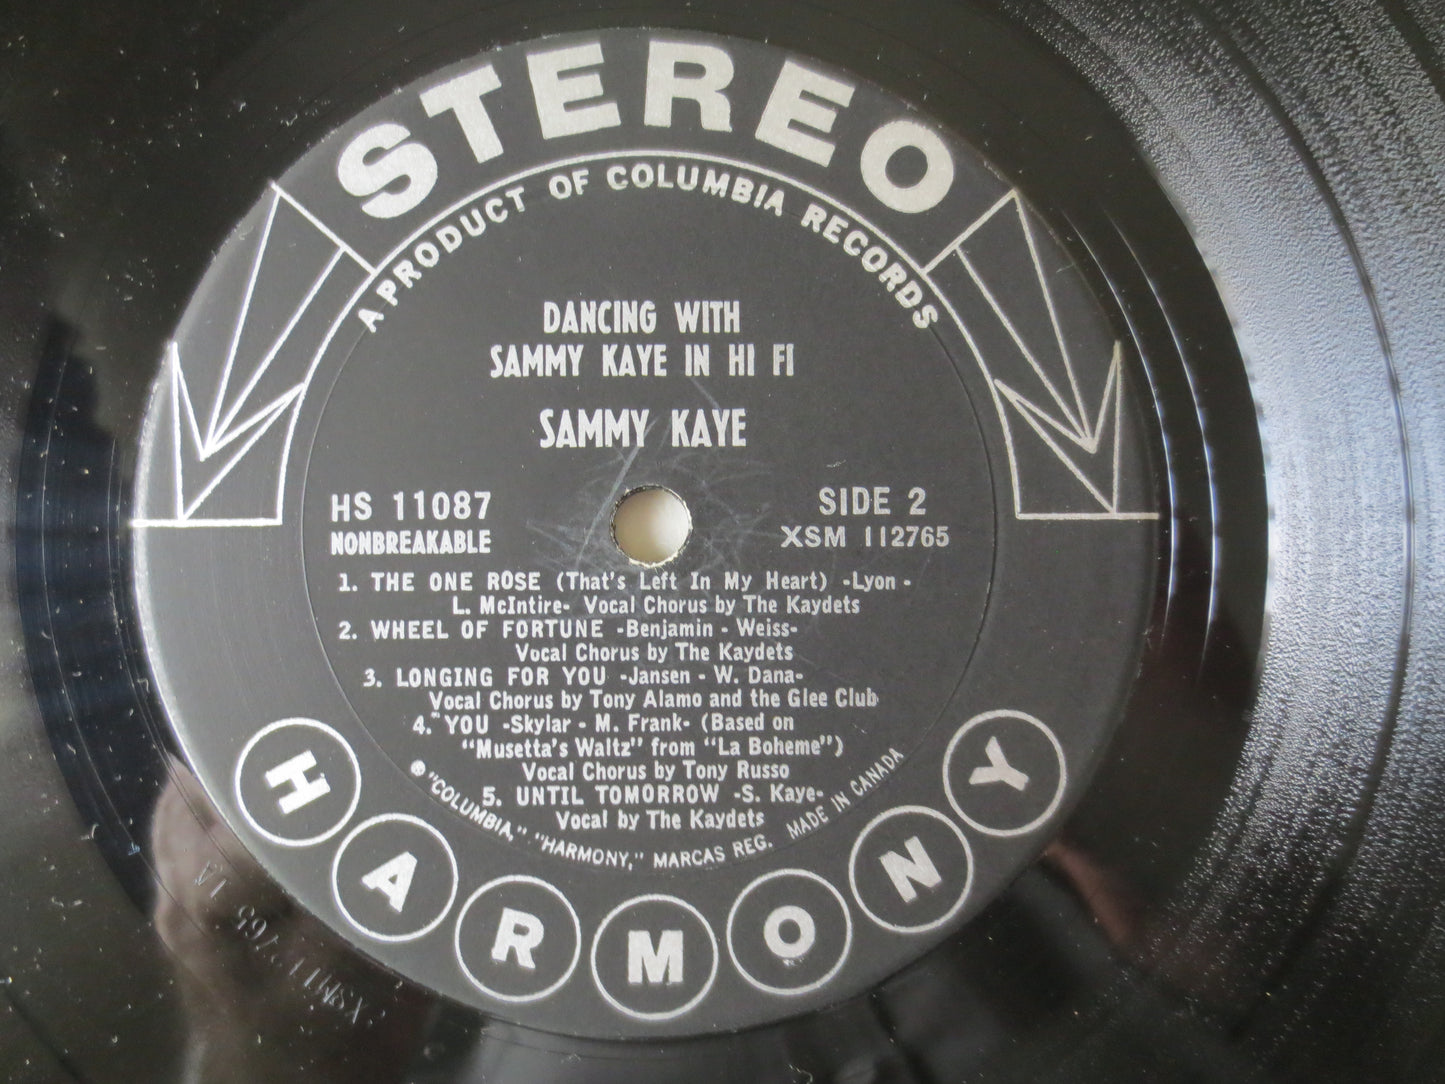 STEREO
A PRODUCT OF COLUMBIA RECORDS
DANCING WITH
SAMMY KAYE IN HI FI
SAMMY KAYE
HS 11087
NONBREAKABLE
SIDE 2
XSM 112765
1. THE ONE ROSE (That's Left In My Heart) -Lyon -
L. McIntire- Vocal Chorus by The Kaydets
2. WHEEL OF FORTUNE -Benjamin - Weiss-
Vocal Chorus by The Kaydets
3. LONGING FOR YOU -Jansen - W. Dana-
Vocal Chorus by Tony Alamo and the Glee Club
4. YOU -Skylar - M. Frank- (Based on
"Musetta's Waltz" from "La Boheme")
Vocal Chorus by Tony Russo
5. UNTIL TOMORROW -S. Kaye-
Vocal by The Kaydets
"COLUMBIA," "HARMONY," MARCAS REG. MADE IN CANADA
HARMONY